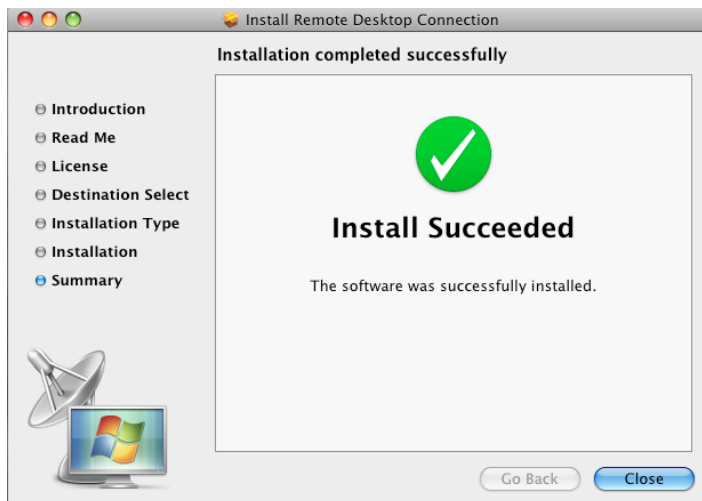 Install Remote Desktop Connection
Installation completed successfully
Introduction
Read Me
License
Destination Select
Installation Type
Installation
Summary
Install Succeeded
The software was successfully installed.
Go Back
Close